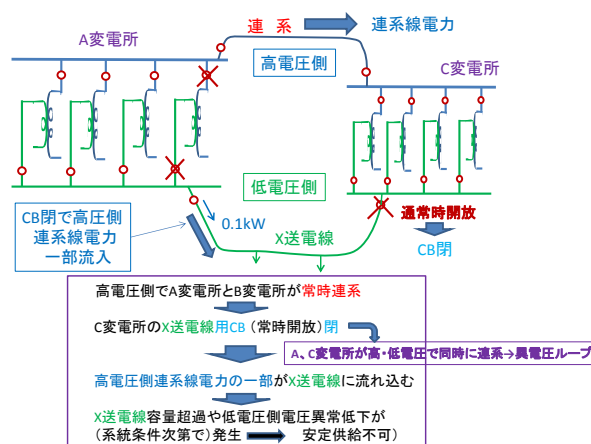 連 系
連系線電力
A変電所
高電圧側
C変電所
低電圧側
通常時開放
CB閉
CB閉で高圧側
連系線電力
一部流入
0.1kW
X送電線
高電圧側でA変電所とB変電所が常時連系
C変電所のX送電線用CB (常時開放)閉
A、C変電所が高・低電圧で同時に連系→異電圧ループ
高電圧側連系線電力の一部がX送電線に流れ込む
X送電線容量超過や低電圧側電圧異常低下が
(系統条件次第で)発生 安定供給不可)